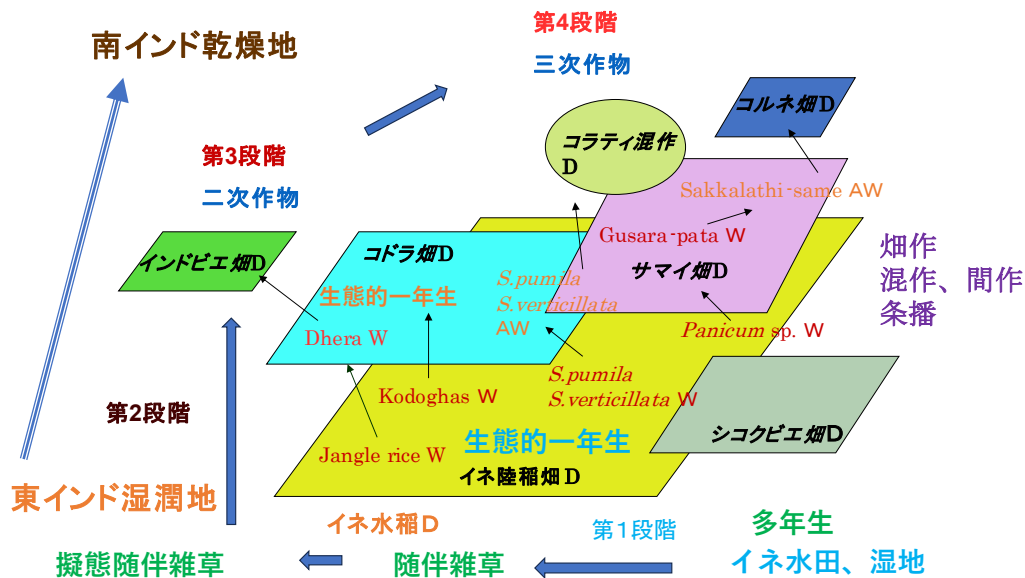 第4段階
三次作物
南インド乾燥地
コルネ畑D
コラティ混作
D
第3段階
二次作物
Sakkalathi-same AW
Gusara-pata W
サマイ畑D
インドビエ畑D
コドラ畑D
生態的一年生
S.pumila
S.verticillata
AW
畑作
混作、間作
条播
Dhera W
Panicum sp. W
S.pumila
S.verticillata W
Kodoghas W
第2段階
シコクビエ畑D
生態的一年生
Jangle rice W
イネ陸稲畑D
東インド湿潤地
イネ水稲D
第1段階
多年生
擬態随伴雑草
随伴雑草
イネ水田、湿地